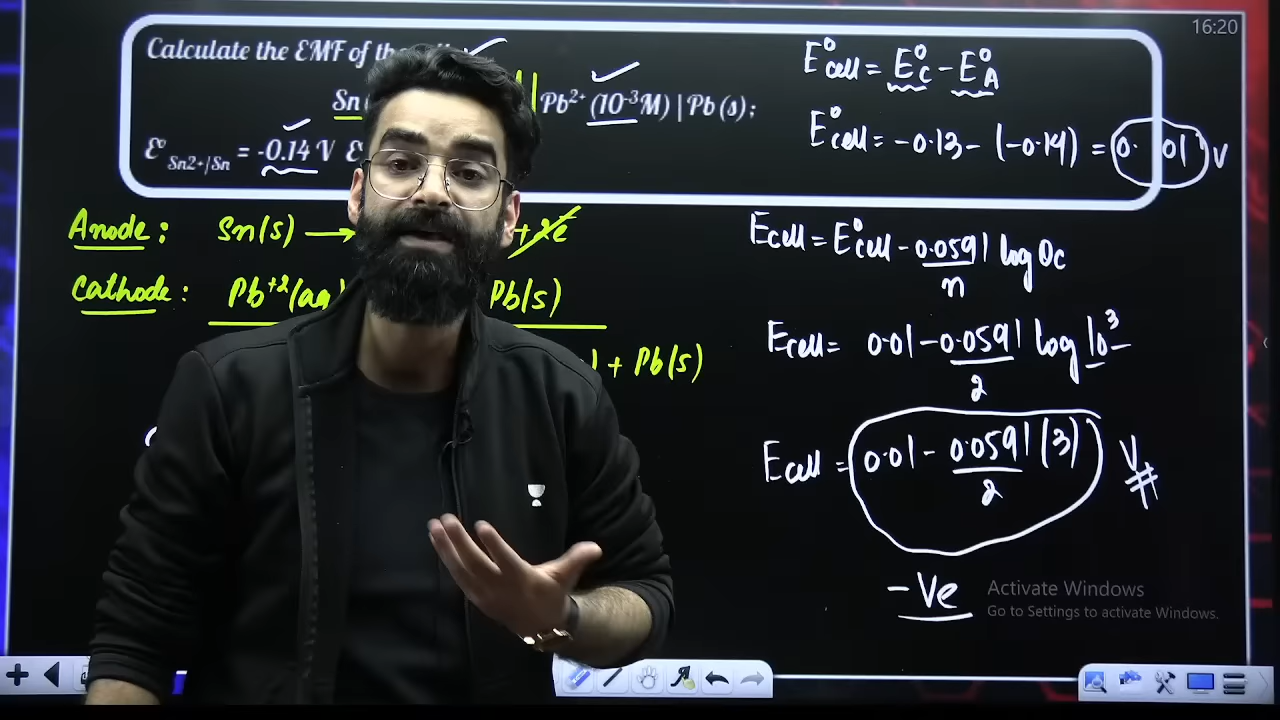 16:20
Calculate the EMF of the
Sn | Pb²⁺ (10⁻³M) | Pb(s);
E° Sn2+/Sn = -0.14 V E
E°cell = E°C - E°A
E°cell = -0.13 - (-0.14) = 0.01 V
Anode : Sn(s) → + 2e
Cathode : Pb⁺²(aq) Pb(s)
+ Pb(s)
Ecell = E°cell - 0.0591/n log Qc
Ecell = 0.01 - 0.0591/2 log 10³
Ecell = 0.01 - 0.0591/2 (3) V
-Ve
Activate Windows
Go to Settings to activate Windows.